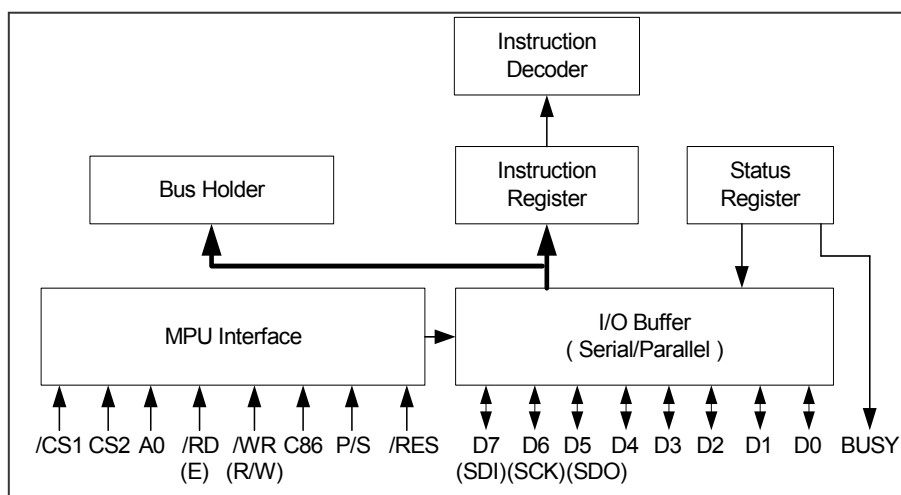 Instruction
Decoder
Bus Holder
Instruction
Register
Status
Register
MPU Interface
I/O Buffer
( Serial/Parallel )
/CS1 CS2 A0 /RD /WR C86 P/S /RES D7 D6 D5 D4 D3 D2 D1 D0 BUSY
(E) (R/W) (SDI) (SCK) (SDO)